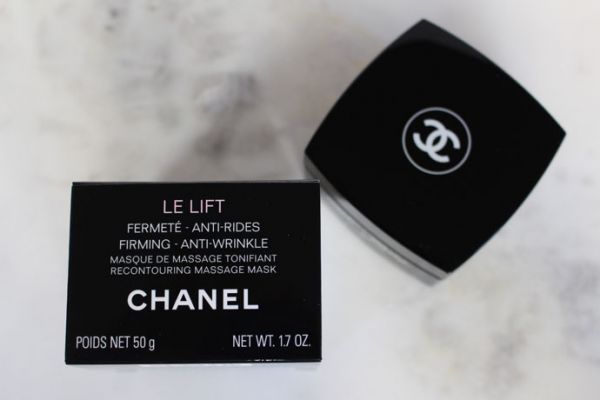 LE LIFT
FERMETÉ - ANTI-RIDES
FIRMING - ANTI-WRINKLE
MASQUE DE MASSAGE TONIFIANT
RECONTOURING MASSAGE MASK
CHANEL
POIDS NET 50 g NET WT. 1.7 OZ.